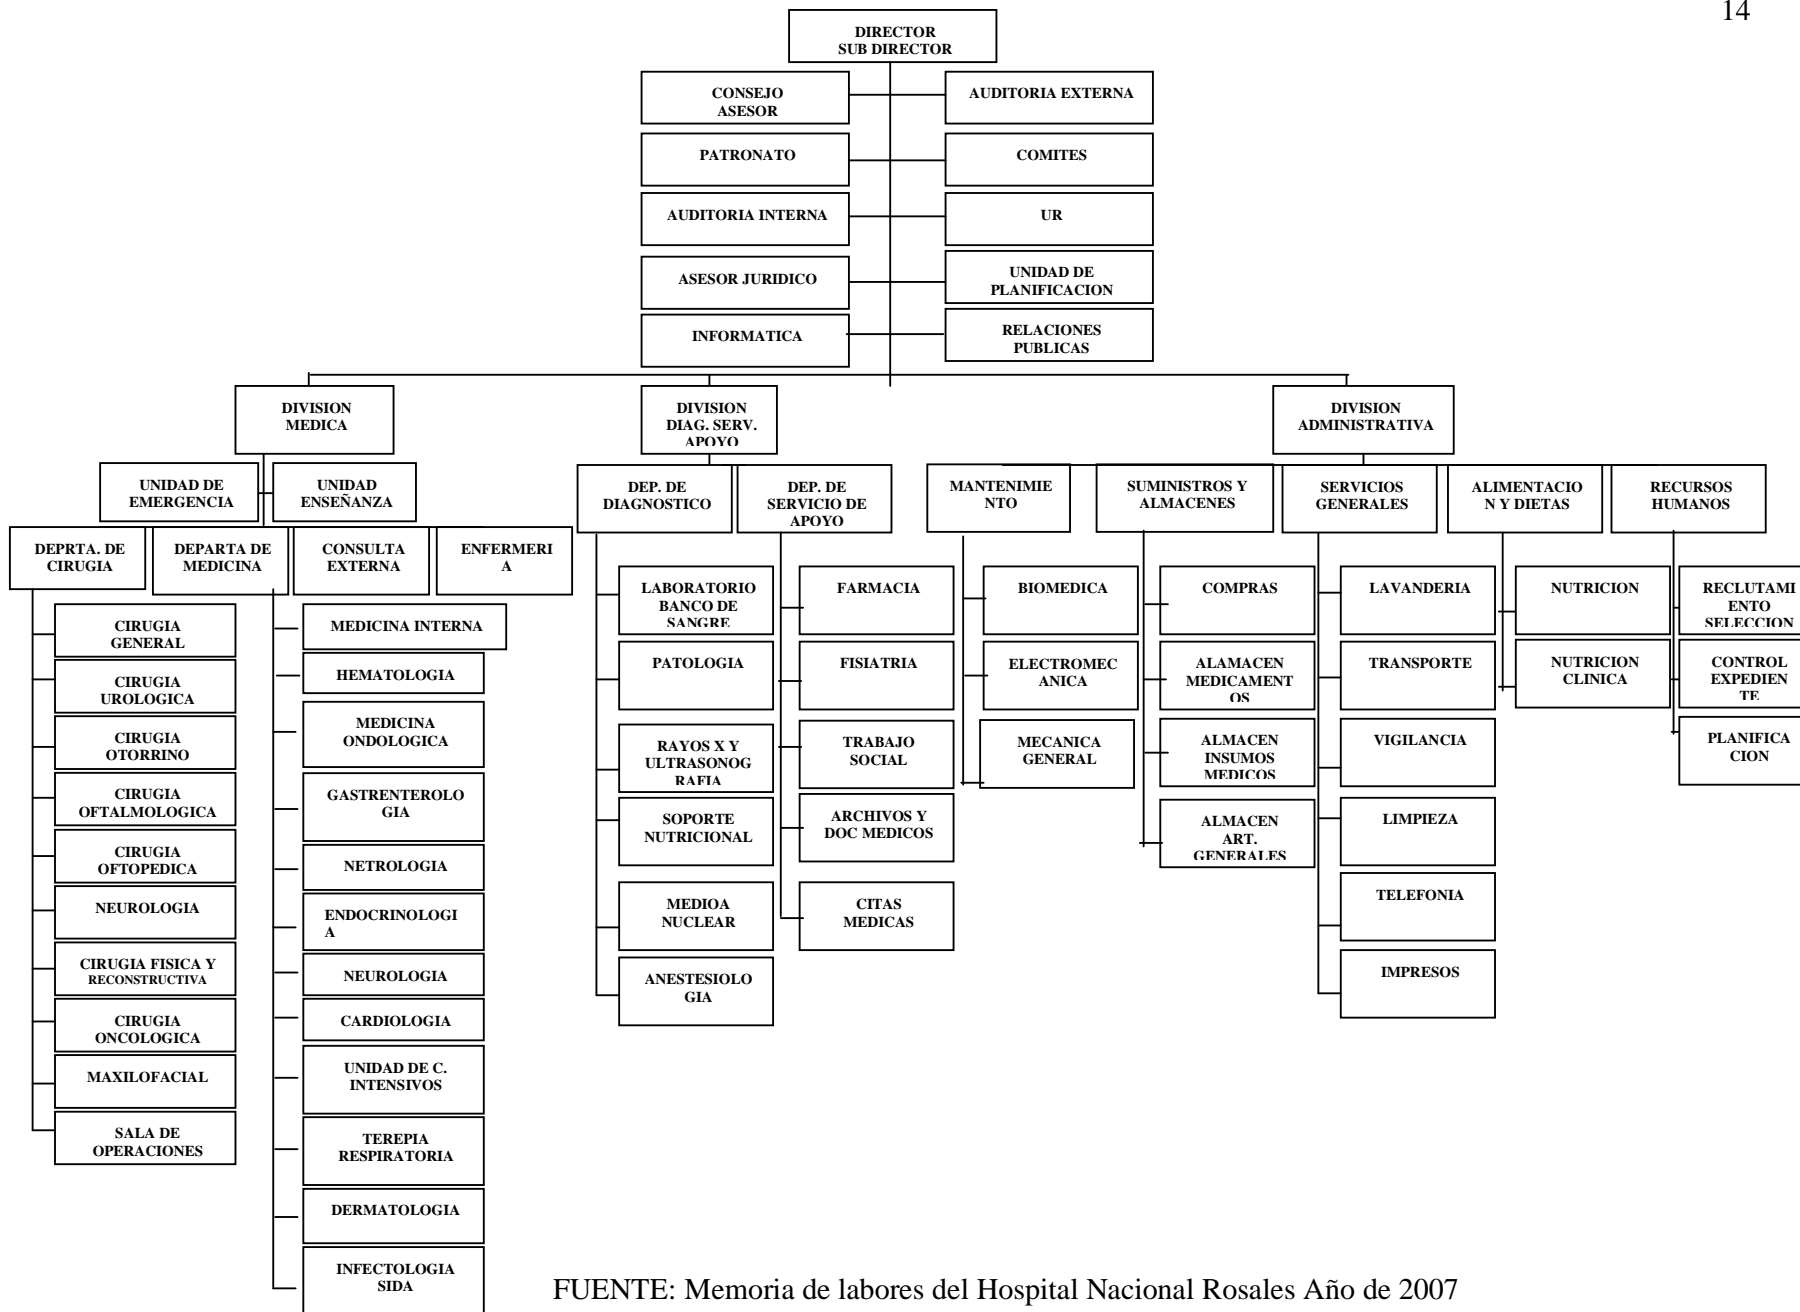 14
DIRECTOR
SUB DIRECTOR
CONSEJO
ASESOR
AUDITORIA EXTERNA
PATRONATO
COMITES
AUDITORIA INTERNA
UR
ASESOR JURIDICO
UNIDAD DE
PLANIFICACION
INFORMATICA
RELACIONES
PUBLICAS
DIVISION
MEDICA
DIVISION
DIAG. SERV.
APOYO
DIVISION
ADMINISTRATIVA
UNIDAD DE
EMERGENCIA
UNIDAD
ENSEÑANZA
DEP. DE
DIAGNOSTICO
DEP. DE
SERVICIO DE
APOYO
MANTENIMIE
NTO
SUMINISTROS Y
ALMACENES
SERVICIOS
GENERALES
ALIMENTACIO
N Y DIETAS
RECURSOS
HUMANOS
DEPRTA. DE
CIRUGIA
DEPARTA DE
MEDICINA
CONSULTA
EXTERNA
ENFERMERI
A
CIRUGIA
GENERAL
CIRUGIA
UROLOGICA
CIRUGIA
OTORRINO
CIRUGIA
OFTALMOLOGICA
CIRUGIA
OFTOPEDICA
NEUROLOGIA
CIRUGIA FISICA Y
RECONSTRUCTIVA
CIRUGIA
ONCOLOGICA
MAXILOFACIAL
SALA DE
OPERACIONES
MEDICINA INTERNA
HEMATOLOGIA
MEDICINA
ONDOLOGICA
GASTRENTEROLO
GIA
NETROLOGIA
ENDOCRINOLOGI
A
NEUROLOGIA
CARDIOLOGIA
UNIDAD DE C.
INTENSIVOS
TEREPIA
RESPIRATORIA
DERMATOLOGIA
INFECTOLOGIA
SIDA
LABORATORIO
BANCO DE
SANGRE
PATOLOGIA
RAYOS X Y
ULTRASONOG
RAFIA
SOPORTE
NUTRICIONAL
MEDIOA
NUCLEAR
ANESTESIOLO
GIA
FARMACIA
FISIATRIA
TRABAJO
SOCIAL
ARCHIVOS Y
DOC MEDICOS
CITAS
MEDICAS
BIOMEDICA
ELECTROMEC
ANICA
MECANICA
GENERAL
COMPRAS
ALAMACEN
MEDICAMENT
OS
ALMACEN
INSUMOS
MEDICOS
ALMACEN
ART.
GENERALES
LAVANDERIA
TRANSPORTE
VIGILANCIA
LIMPIEZA
TELEFONIA
IMPRESOS
NUTRICION
NUTRICION
CLINICA
RECLUTAMI
ENTO
SELECCION
CONTROL
EXPEDIEN
TE
PLANIFICA
CION
FUENTE: Memoria de labores del Hospital Nacional Rosales Año de 2007